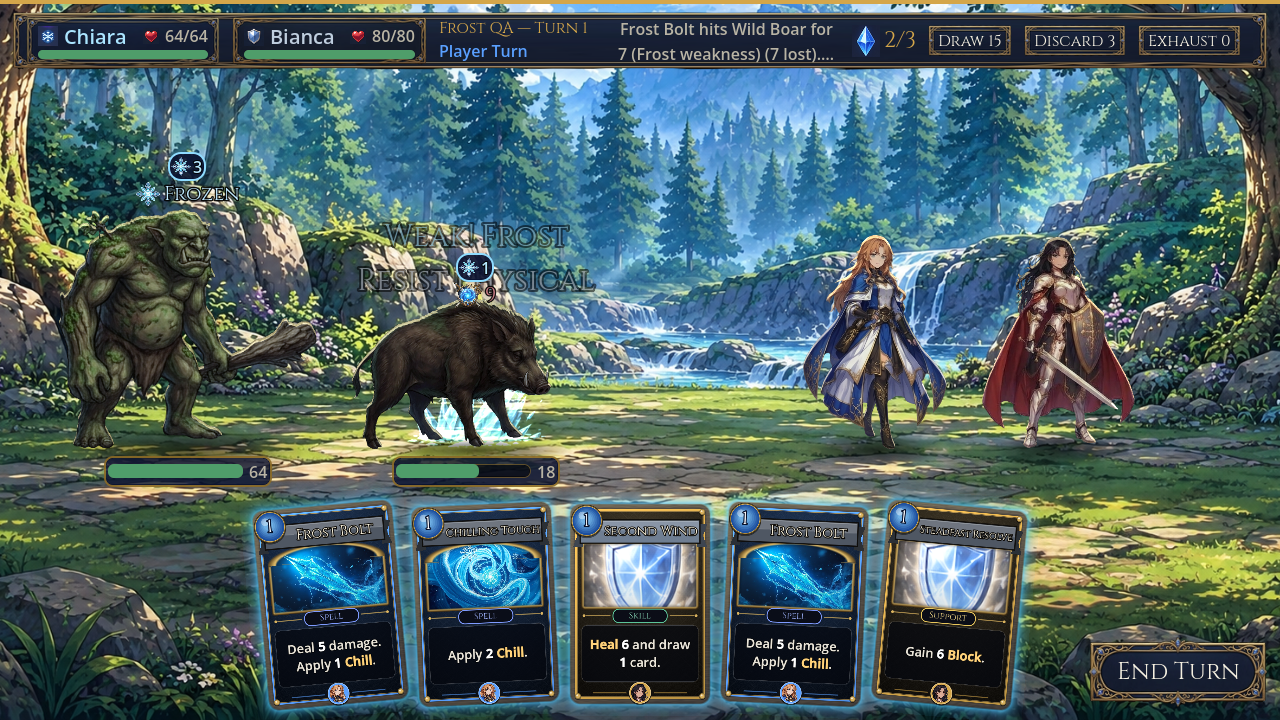 Chiara 64/64
Bianca 80/80
Frost QA — Turn 1
Player Turn
Frost Bolt hits Wild Boar for
7 (Frost weakness) (7 lost)....
2/3
Draw 15
Discard 3
Exhaust 0
3
Frozen
Weak Frost
1
9
64
18
1
Frost Bolt
Spell
Deal 5 damage.
Apply 1 Chill.
1
Chilling Touch
Spell
Apply 2 Chill.
1
Second Wind
Skill
Heal 6 and draw
1 card.
1
Frost Bolt
Spell
Deal 5 damage.
Apply 1 Chill.
1
Steadfast Resolve
Support
Gain 6 Block.
End Turn